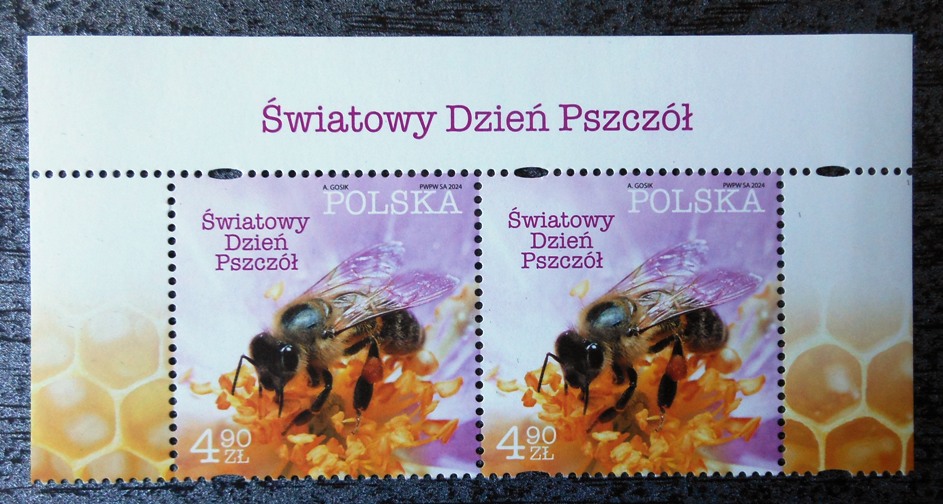 Światowy Dzień Pszczół
A. GOSIK PWPW SA 2024
POLSKA
Światowy
Dzień
Pszczół
4 90
ZŁ
A. GOSIK PWPW SA 2024
POLSKA
Światowy
Dzień
Pszczół
4 90
ZŁ